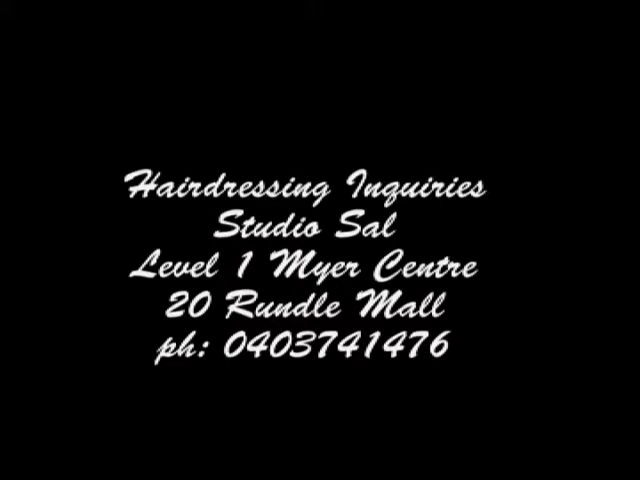 Hairdressing Inquiries
Studio Sal
Level 1 Myer Centre
20 Rundle Mall
ph: 0403741476